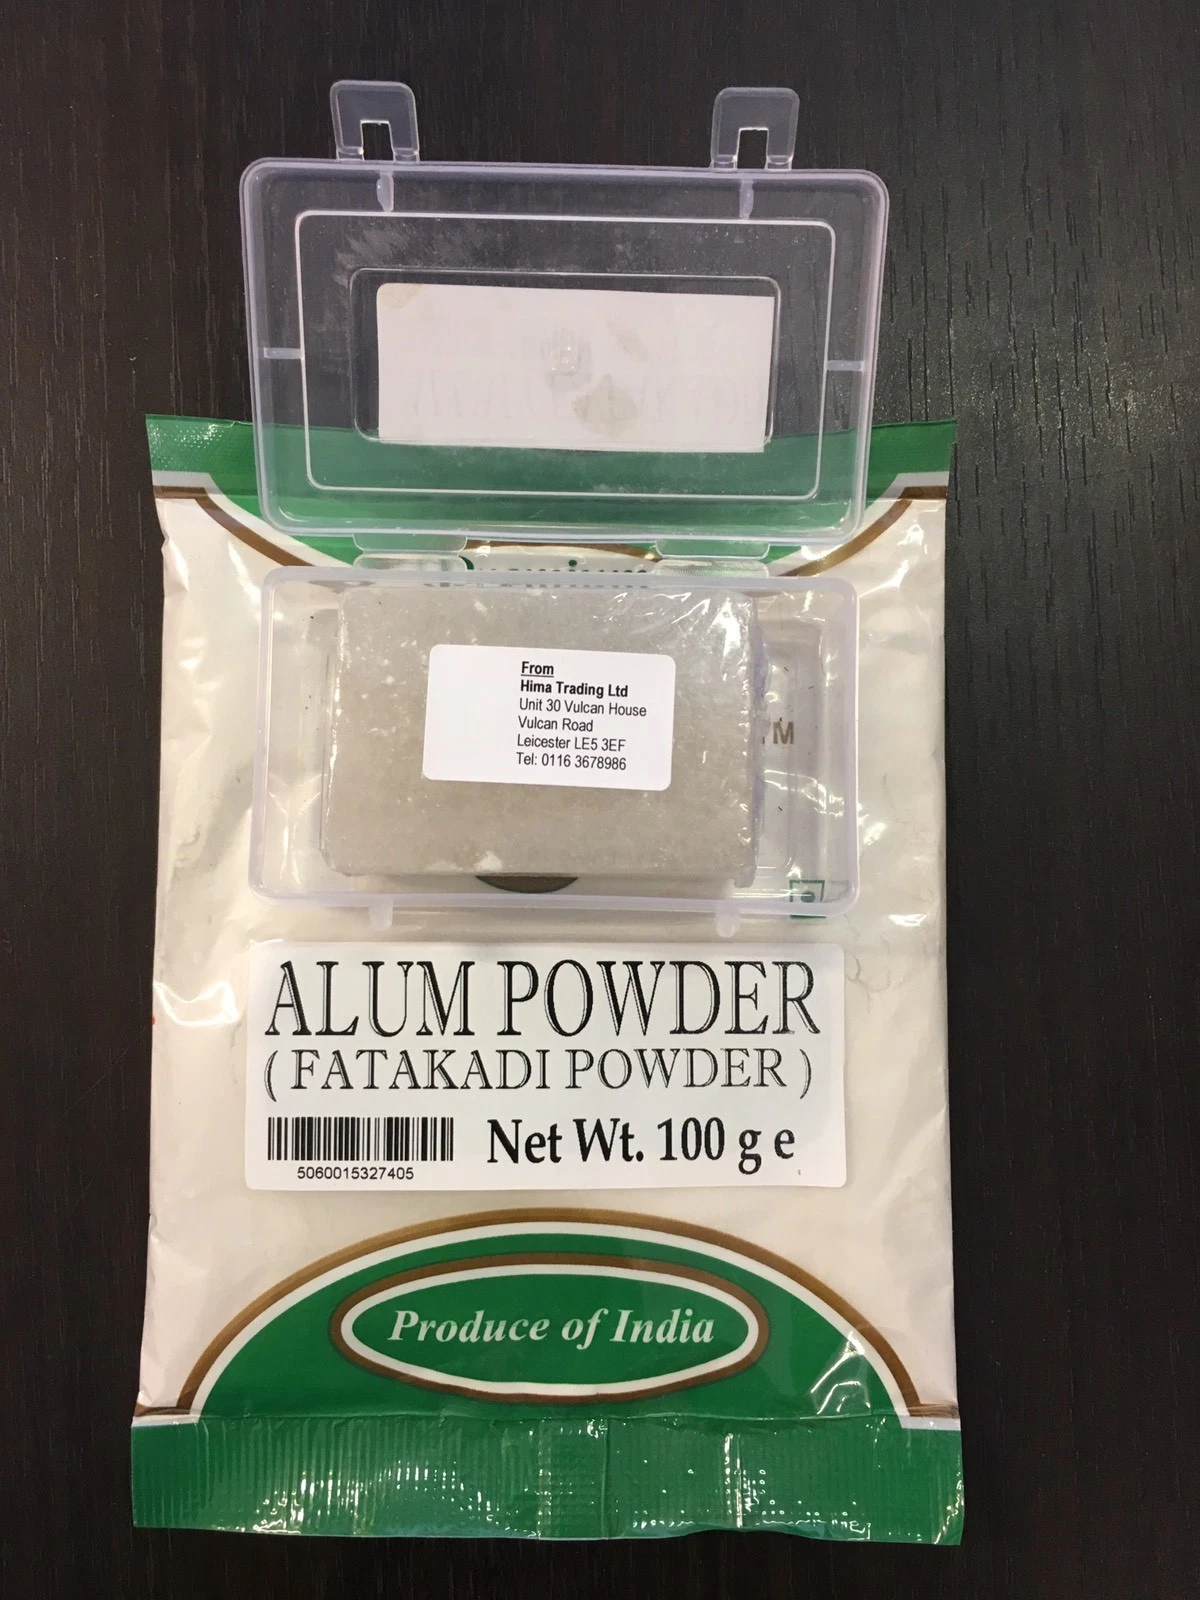 From
Hima Trading Ltd
Unit 30 Vulcan House
Vulcan Road
Leicester LE5 3EF
Tel: 0116 3678986
TM
ALUM POWDER
( FATAKADI POWDER )
Net Wt. 100 g e
5060015327405
Produce of India